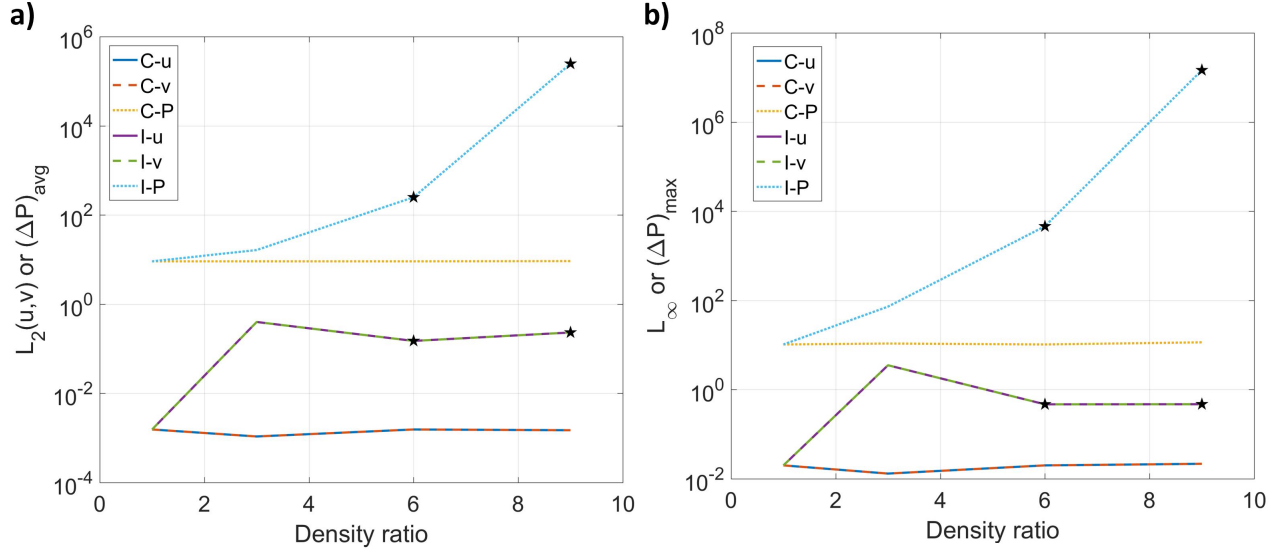 a)
10^6
10^4
10^2
10^0
10^-2
10^-4
0 2 4 6 8 10
Density ratio
L_2(u,v) or (ΔP)_avg
C-u
C-v
C-P
I-u
I-v
I-P
b)
10^8
10^6
10^4
10^2
10^0
10^-2
0 2 4 6 8 10
Density ratio
L_∞ or (ΔP)_max
C-u
C-v
C-P
I-u
I-v
I-P